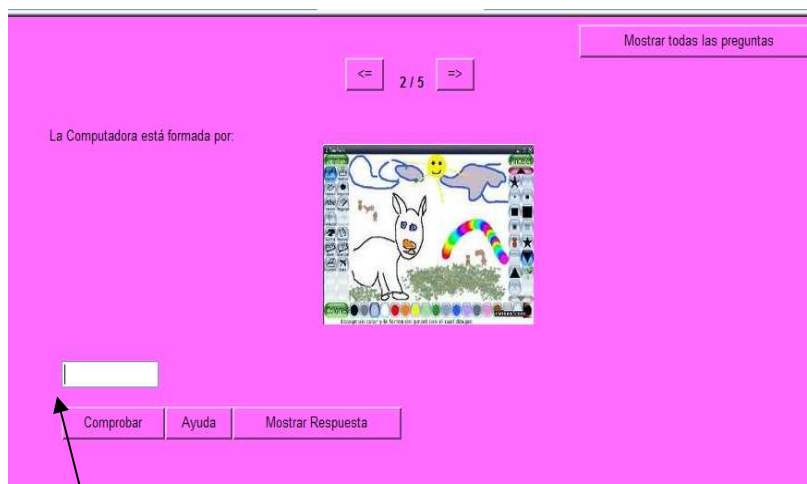 Mostrar todas las preguntas
<=
2 / 5
=>
La Computadora está formada por:
Comprobar
Ayuda
Mostrar Respuesta